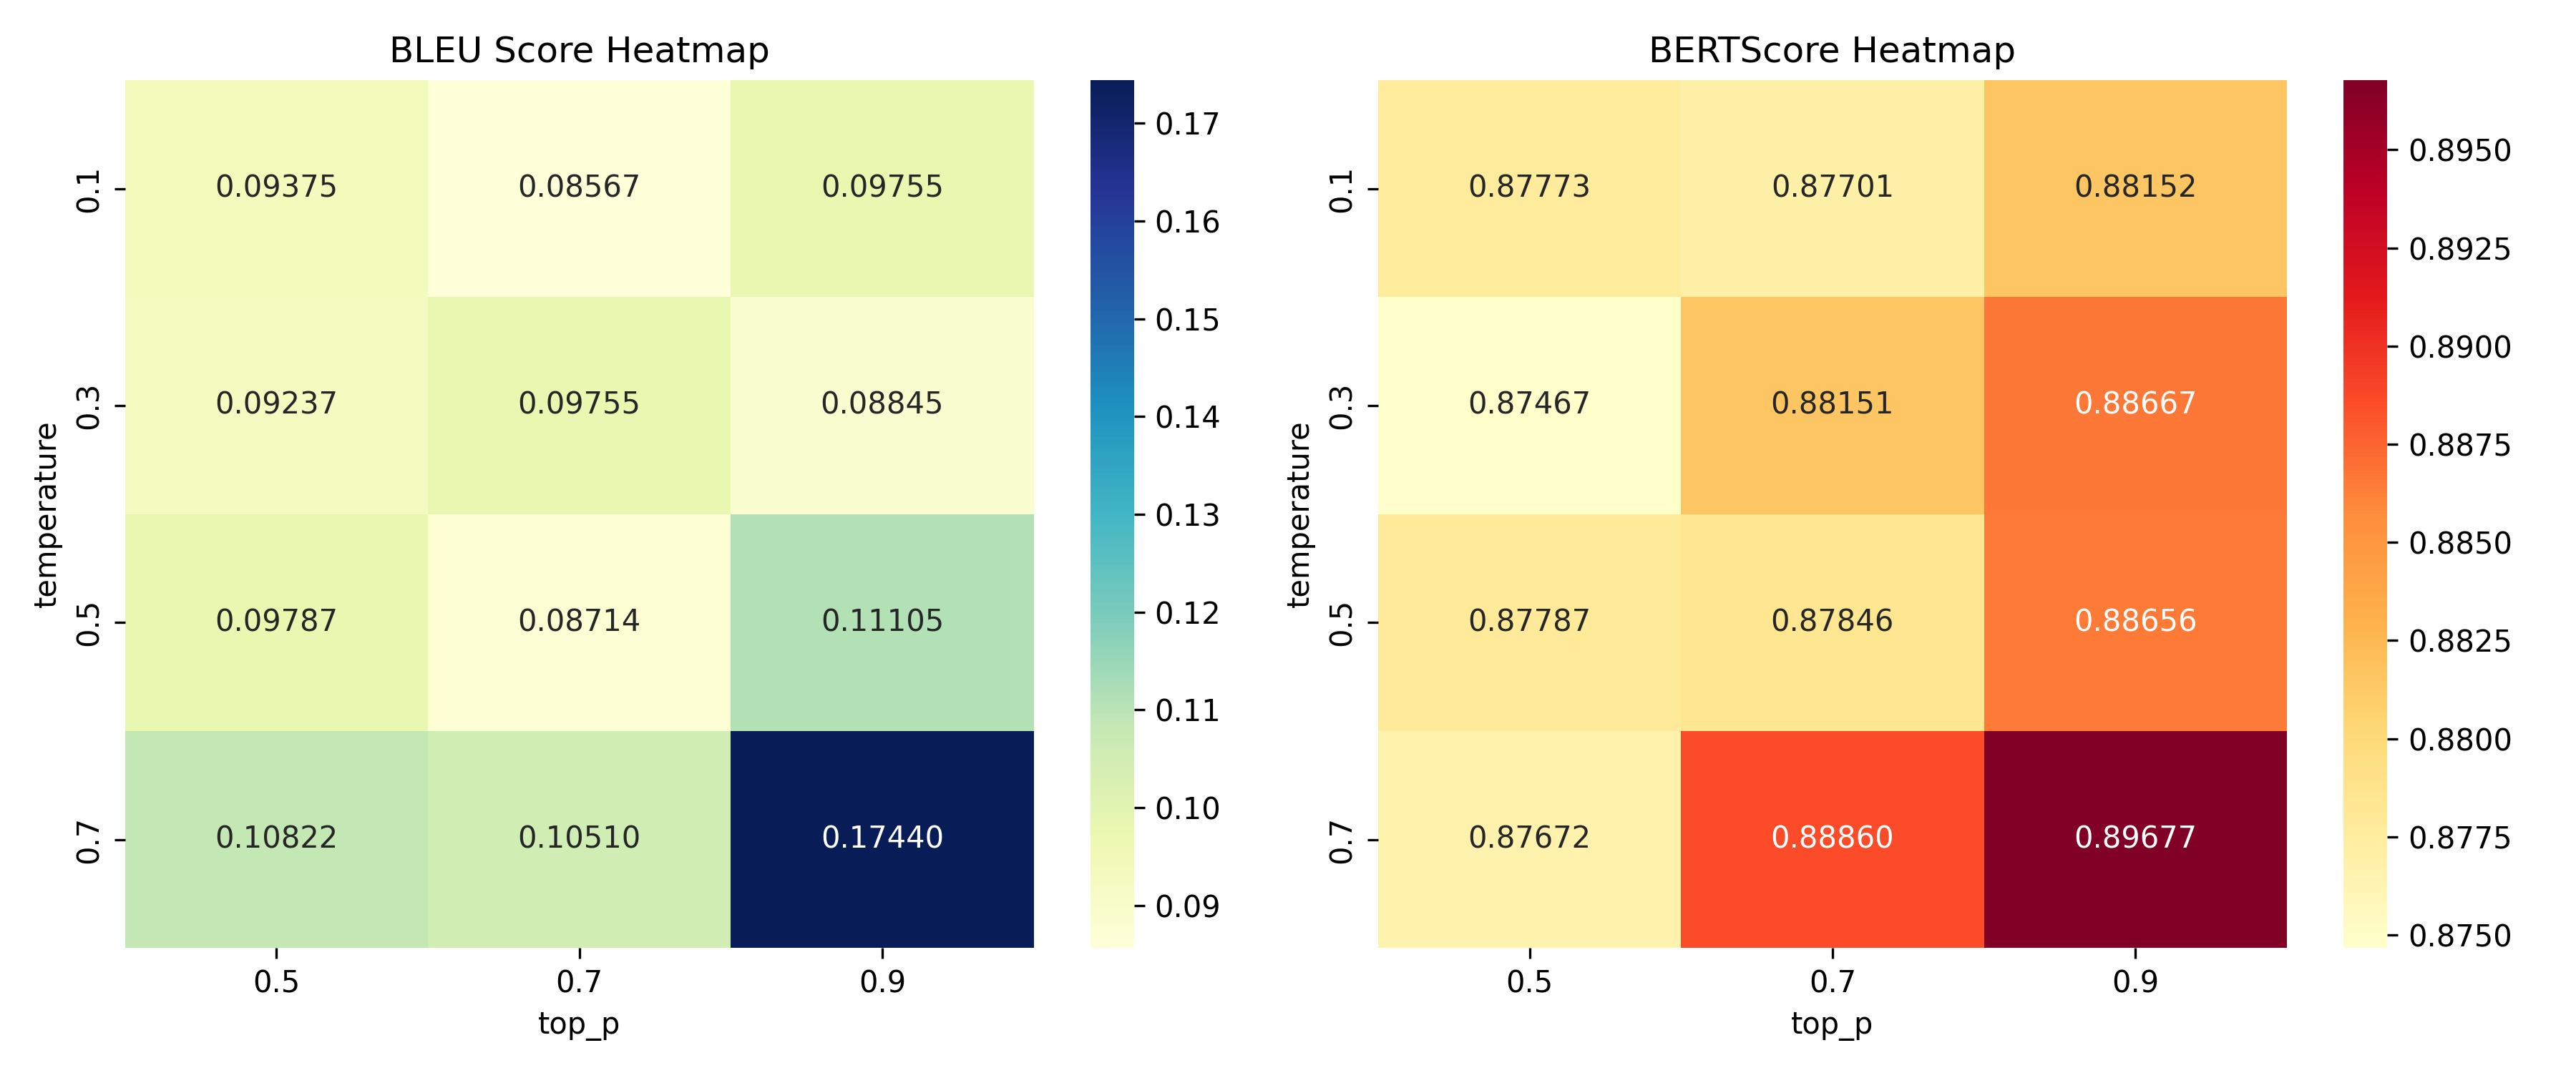 BLEU Score Heatmap
temperature
0.1 0.09375 0.08567 0.09755
0.3 0.09237 0.09755 0.08845
0.5 0.09787 0.08714 0.11105
0.7 0.10822 0.10510 0.17440
0.5 0.7 0.9
top_p
0.17
0.16
0.15
0.14
0.13
0.12
0.11
0.10
0.09
BERTScore Heatmap
temperature
0.1 0.87773 0.87701 0.88152
0.3 0.87467 0.88151 0.88667
0.5 0.87787 0.87846 0.88656
0.7 0.87672 0.88860 0.89677
0.5 0.7 0.9
top_p
0.8950
0.8925
0.8900
0.8875
0.8850
0.8825
0.8800
0.8775
0.8750